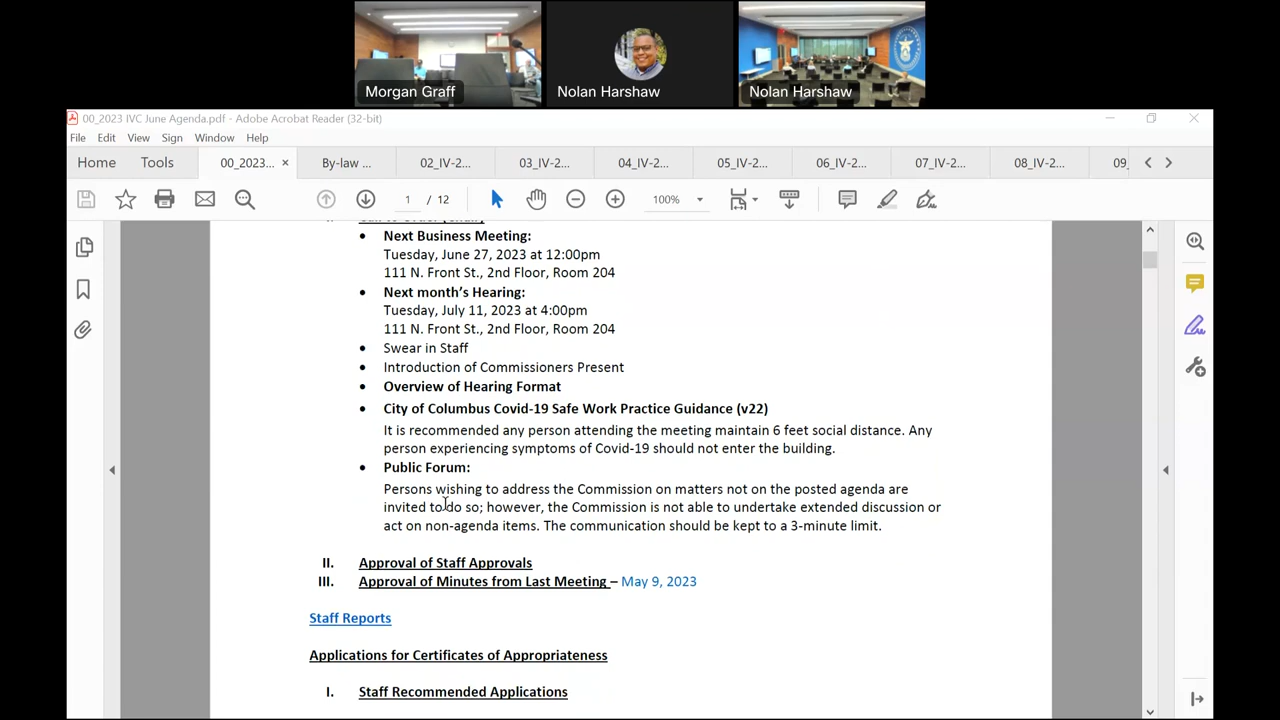 Morgan Graff
Nolan Harshaw
Nolan Harshaw
00_2023 IVC June Agenda.pdf - Adobe Acrobat Reader (32-bit)
File Edit View Sign Window Help
Home Tools 00_2023... × By-law ... 02_IV-2... 03_IV-2... 04_IV-2... 05_IV-2... 06_IV-2... 07_IV-2... 08_IV-2... 09_
1 / 12 100%
• Next Business Meeting:
Tuesday, June 27, 2023 at 12:00pm
111 N. Front St., 2nd Floor, Room 204
• Next month's Hearing:
Tuesday, July 11, 2023 at 4:00pm
111 N. Front St., 2nd Floor, Room 204
• Swear in Staff
• Introduction of Commissioners Present
• Overview of Hearing Format
• City of Columbus Covid-19 Safe Work Practice Guidance (v22)
It is recommended any person attending the meeting maintain 6 feet social distance. Any
person experiencing symptoms of Covid-19 should not enter the building.
• Public Forum:
Persons wishing to address the Commission on matters not on the posted agenda are
invited to do so; however, the Commission is not able to undertake extended discussion or
act on non-agenda items. The communication should be kept to a 3-minute limit.
II. Approval of Staff Approvals
III. Approval of Minutes from Last Meeting – May 9, 2023
Staff Reports
Applications for Certificates of Appropriateness
I. Staff Recommended Applications